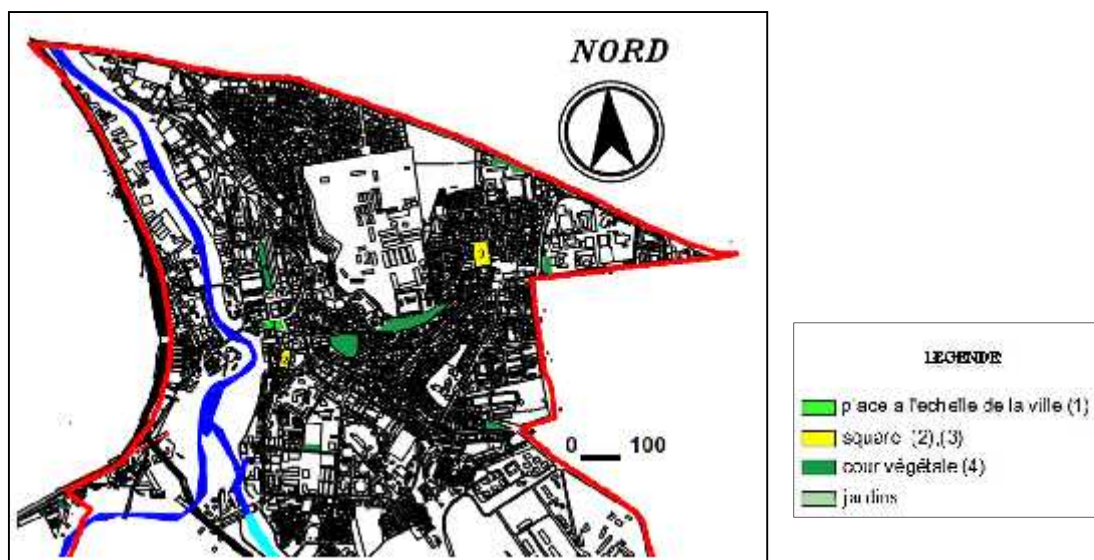 NORD
0 100
LEGENDE
place a l'echelle de la ville (1)
square (2),(3)
cour végétale (4)
jardins